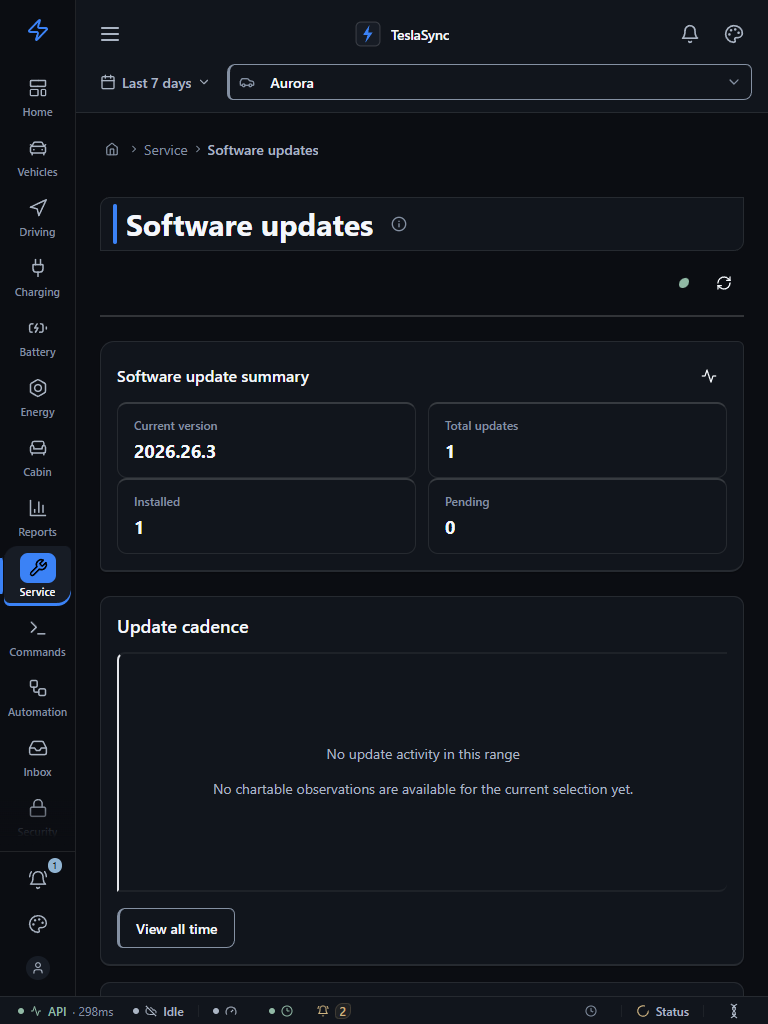 TeslaSync
Last 7 days
Aurora
Home
Vehicles
Driving
Charging
Battery
Energy
Cabin
Reports
Service
Commands
Automation
Inbox
Security
1
Service
Software updates
Software updates
Software update summary
Current version
2026.26.3
Total updates
1
Installed
1
Pending
0
Update cadence
No update activity in this range
No chartable observations are available for the current selection yet.
View all time
API · 298ms
Idle
2
Status